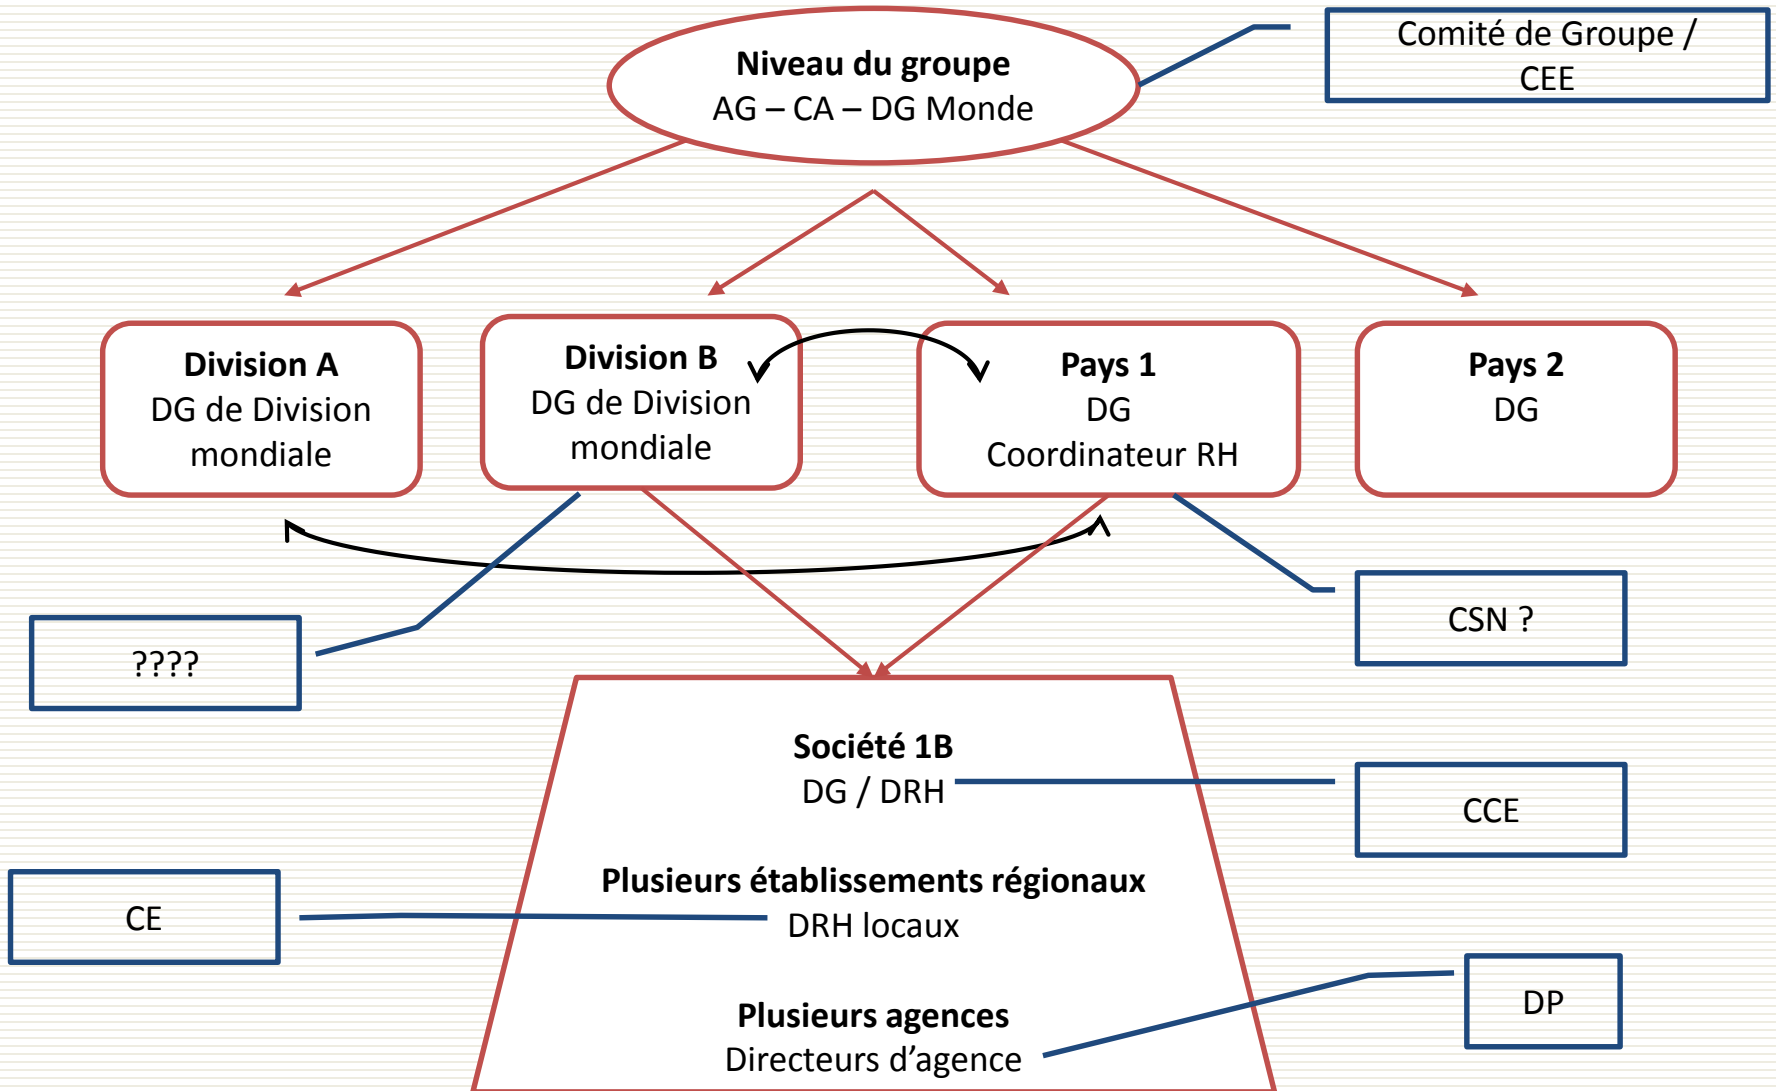 Niveau du groupe
AG – CA – DG Monde
Comité de Groupe /
CEE
Division A
DG de Division
mondiale
Division B
DG de Division
mondiale
Pays 1
DG
Coordinateur RH
Pays 2
DG
????
CSN ?
Société 1B
DG / DRH
CCE
Plusieurs établissements régionaux
DRH locaux
CE
Plusieurs agences
Directeurs d’agence
DP